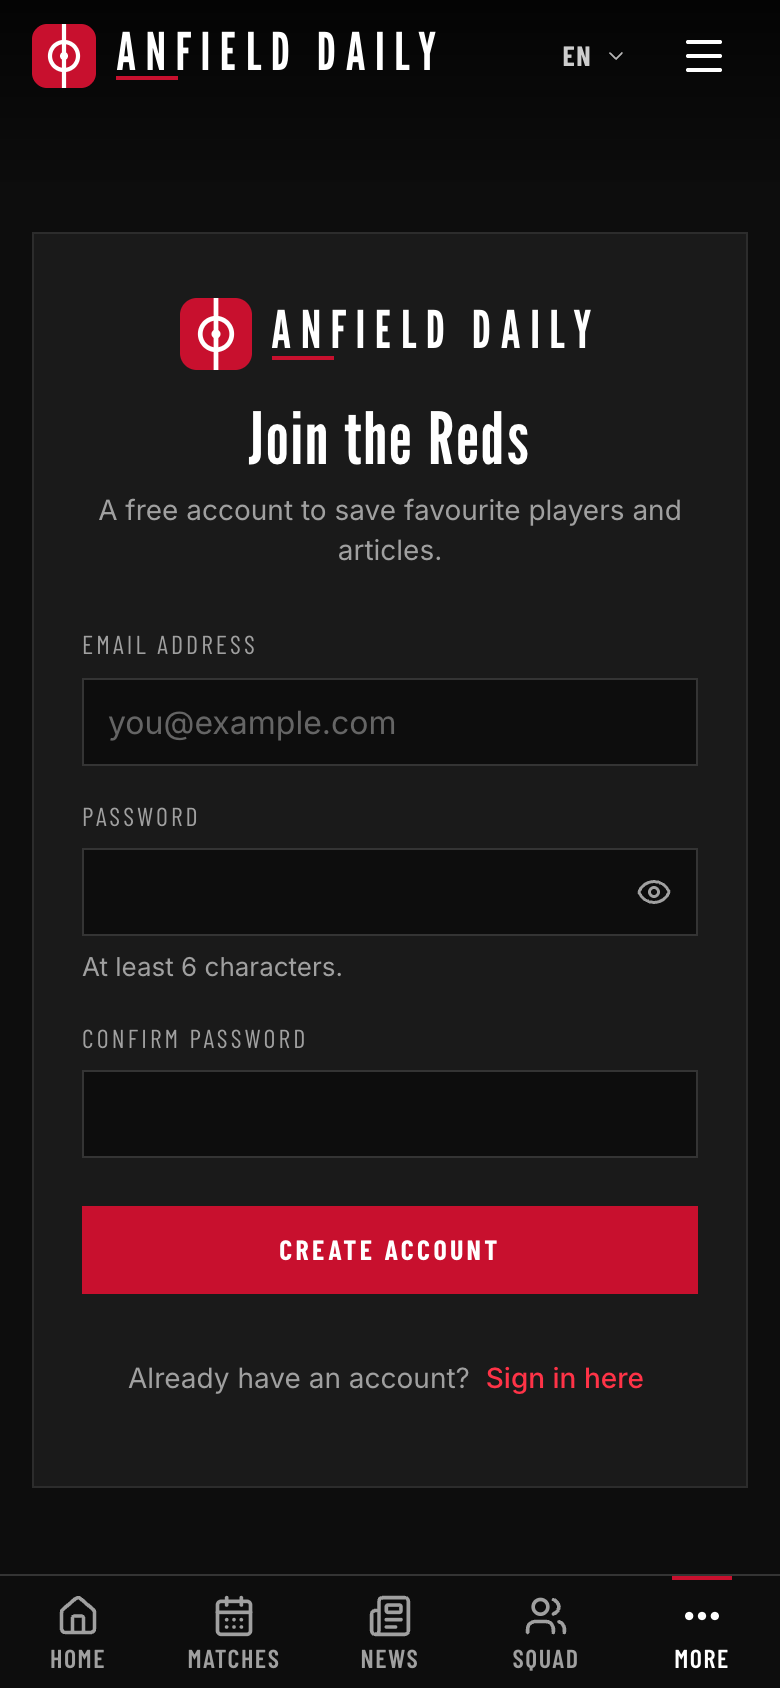 ANFIELD DAILY
EN
ANFIELD DAILY
Join the Reds
A free account to save favourite players and
articles.
EMAIL ADDRESS
you@example.com
PASSWORD
At least 6 characters.
CONFIRM PASSWORD
CREATE ACCOUNT
Already have an account? Sign in here
HOME MATCHES NEWS SQUAD MORE